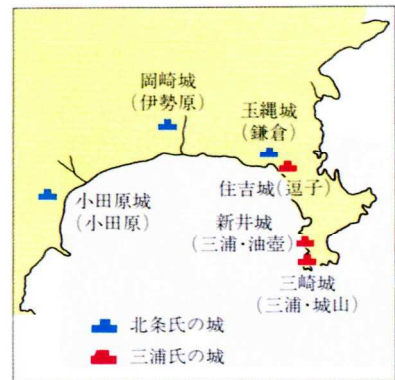 岡崎城
(伊勢原)
玉縄城
(鎌倉)
住吉城(逗子)
小田原城
(小田原)
新井城
(三浦・油壺)
三崎城
(三浦・城山)
北条氏の城
三浦氏の城